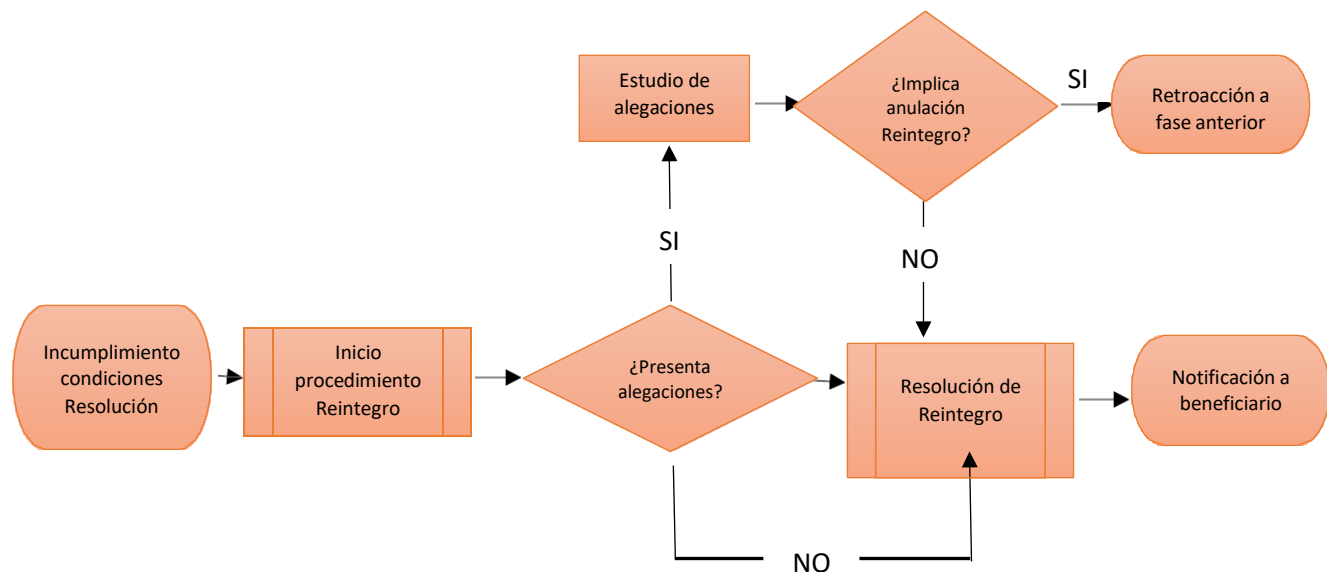 Estudio de
alegaciones
¿Implica
anulación
Reintegro?
SI
Retroacción a
fase anterior
SI
NO
Incumplimiento
condiciones
Resolución
Inicio
procedimiento
Reintegro
¿Presenta
alegaciones?
Resolución de
Reintegro
Notificación a
beneficiario
NO